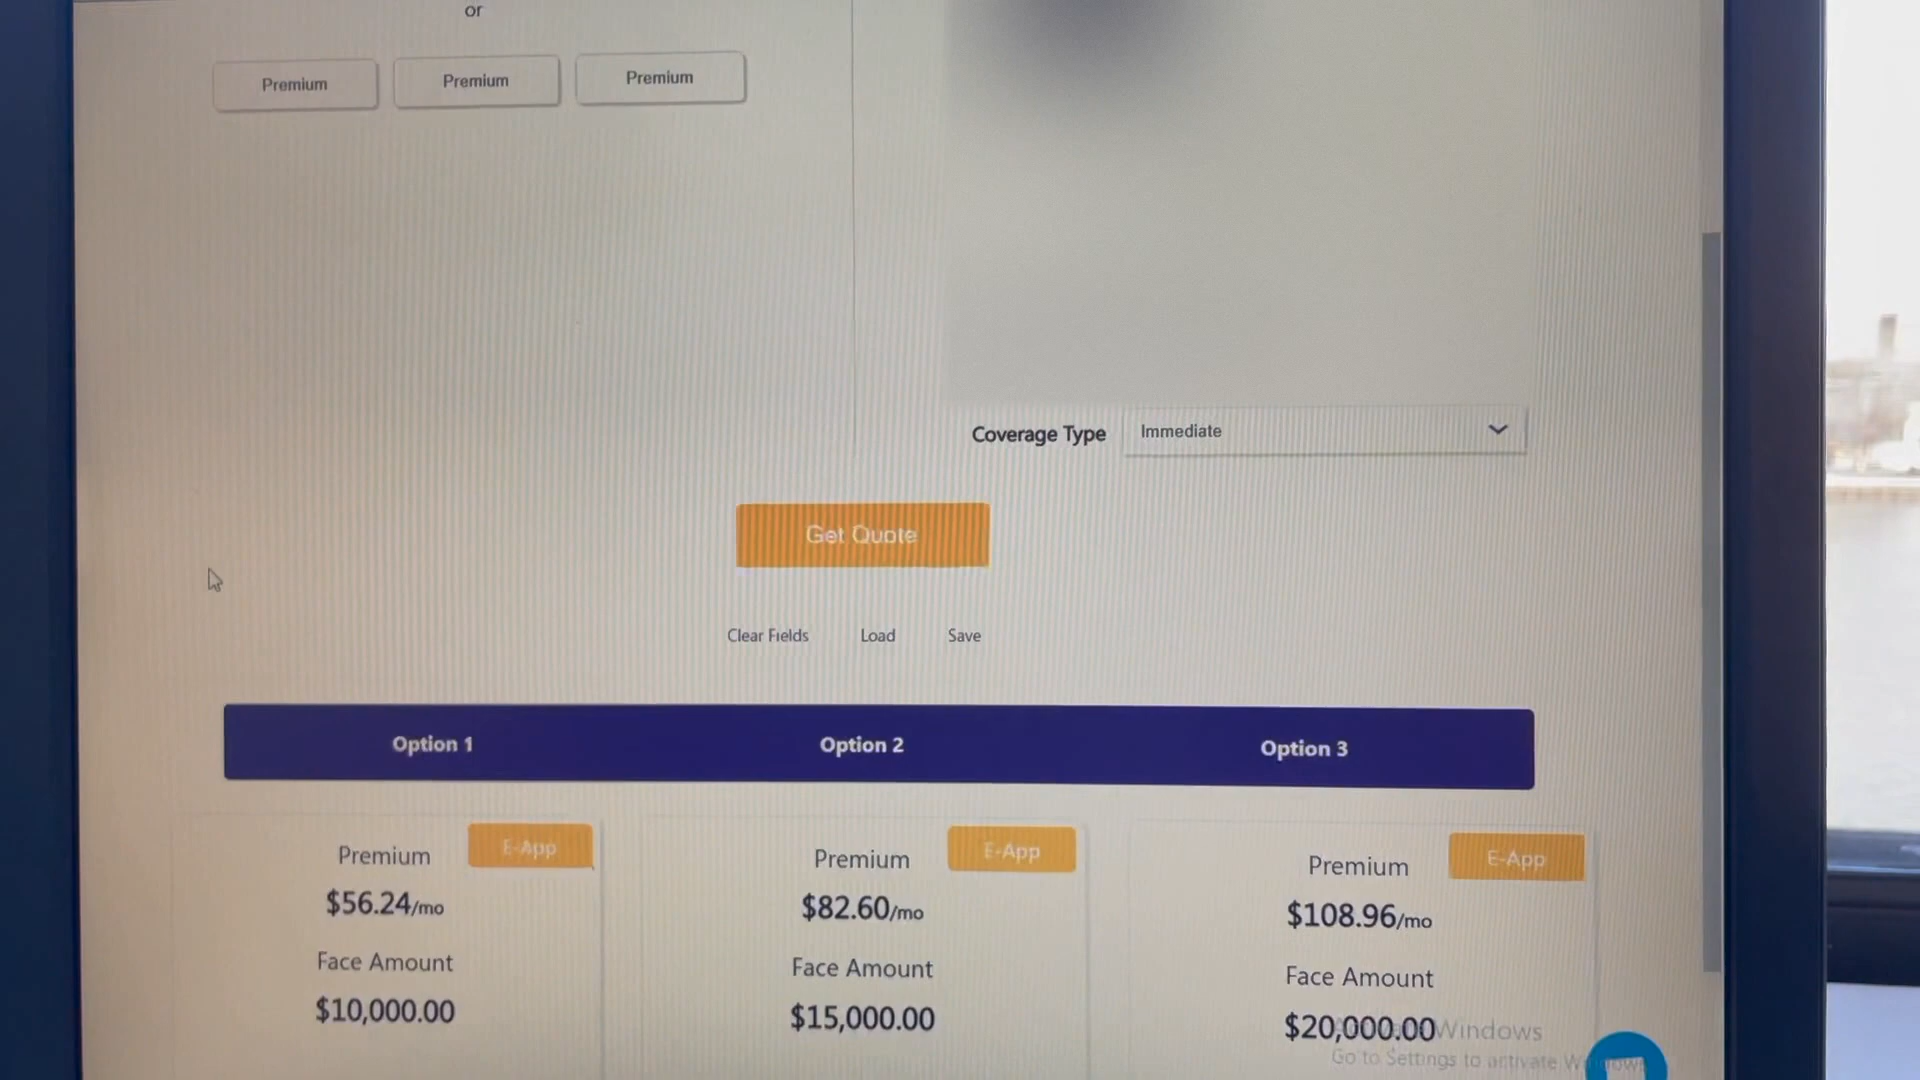 or
Premium Premium Premium
Coverage Type Immediate
Get Quote
Clear Fields Load Save
Option 1 Option 2 Option 3
Premium E-App Premium E-App Premium E-App
$56.24/mo $82.60/mo $108.96/mo
Face Amount Face Amount Face Amount
$10,000.00 $15,000.00 $20,000.00
Activate Windows
Go to Settings to activate Windows